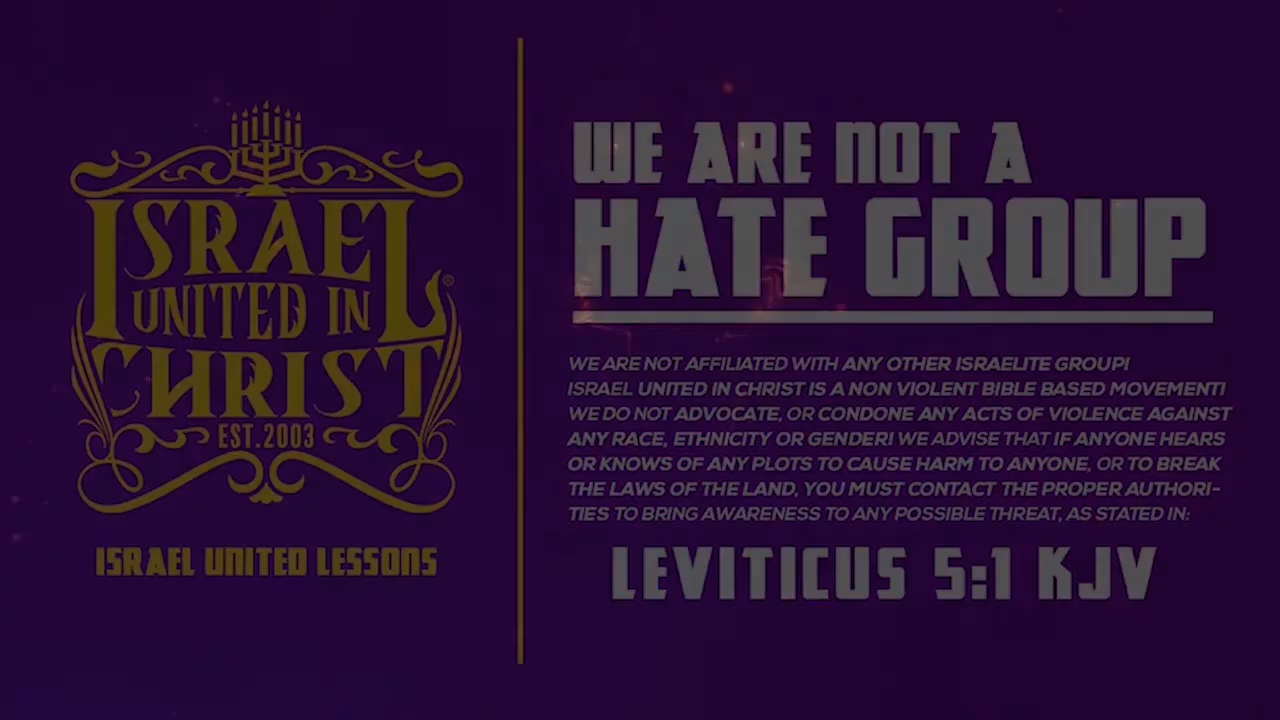 ISRAEL
UNITED IN
CHRIST®
EST.2003
ISRAEL UNITED LESSONS
WE ARE NOT A
HATE GROUP
WE ARE NOT AFFILIATED WITH ANY OTHER ISRAELITE GROUP!
ISRAEL UNITED IN CHRIST IS A NON VIOLENT BIBLE BASED MOVEMENT!
WE DO NOT ADVOCATE, OR CONDONE ANY ACTS OF VIOLENCE AGAINST
ANY RACE, ETHNICITY OR GENDER! WE ADVISE THAT IF ANYONE HEARS
OR KNOWS OF ANY PLOTS TO CAUSE HARM TO ANYONE, OR TO BREAK
THE LAWS OF THE LAND, YOU MUST CONTACT THE PROPER AUTHORI-
TIES TO BRING AWARENESS TO ANY POSSIBLE THREAT, AS STATED IN:
LEVITICUS 5:1 KJV